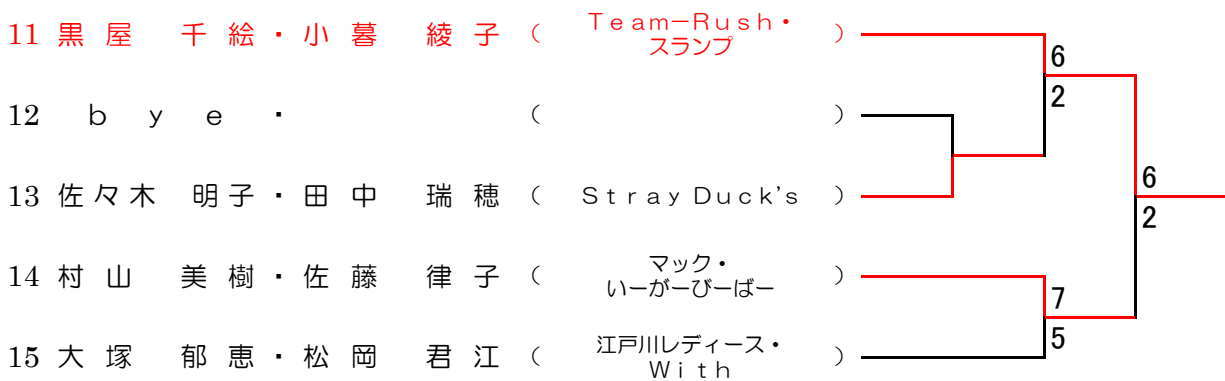 11 黒屋 千絵・小暮 綾子 ( Team－Rush・スランプ )
6
12 bye・ ( )
2
13 佐々木 明子・田中 瑞穂 ( Stray Duck's )
6
2
14 村山 美樹・佐藤 律子 ( マック・いーがーびーばー )
7
15 大塚 郁恵・松岡 君江 ( 江戸川レディース・With )
5